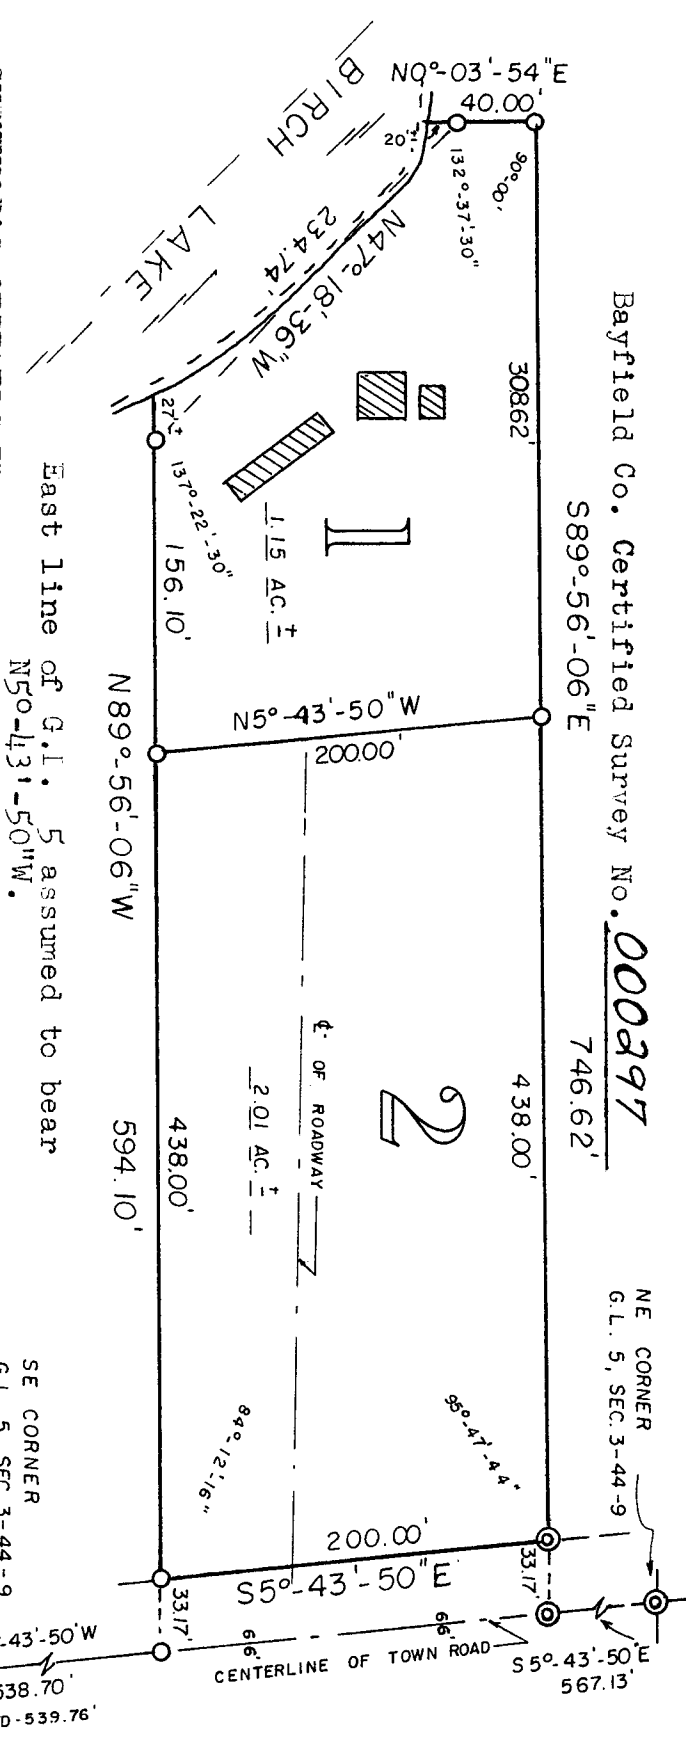 N0°-03'-54"E
40.00'
20'±
132°-37'-30"
90°-00'
BIRCH
LAKE
N47°-18'-36"W
234.74'
27'±
137°-22'-30"
156.10'
308.62'
1
1.15 AC. ±
Bayfield Co. Certified Survey No. 000297
S89°-56'-06"E
746.62'
N5°-43'-50"W
200.00'
N89°-56'-06"W
594.10'
East line of G.L. 5 assumed to bear
N5°-43'-50"W.
438.00'
2
438.00'
℄ OF ROADWAY
2.01 AC. ±
84°-12'-16"
95°-47'-44"
200.00'
S5°-43'-50"E
33.17'
33.17'
66'
66'
CENTERLINE OF TOWN ROAD
NE CORNER
G.L. 5, SEC. 3-44-9
S5°-43'-50"E
567.13'
SE CORNER
G.L. 5, SEC. 3-44-9
-43'-50"W
638.70'
D-539.76'